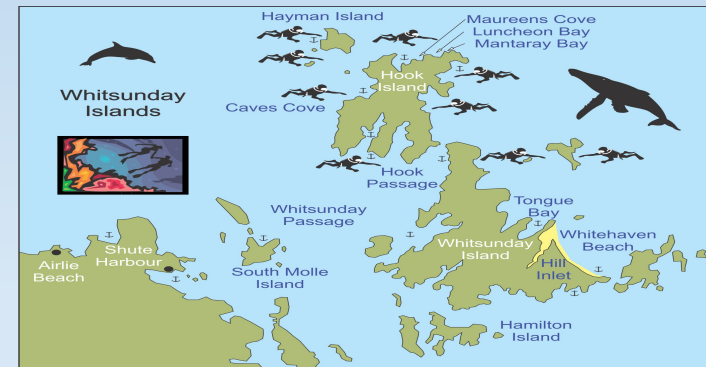 Hayman Island
Maureens Cove
Luncheon Bay
Mantaray Bay
Hook
Island
Whitsunday
Islands
Caves Cove
Hook
Passage
Whitsunday
Passage
Tongue
Bay
Whitehaven
Beach
Whitsunday
Island
Hill
Inlet
Shute
Harbour
Airlie
Beach
South Molle
Island
Hamilton
Island